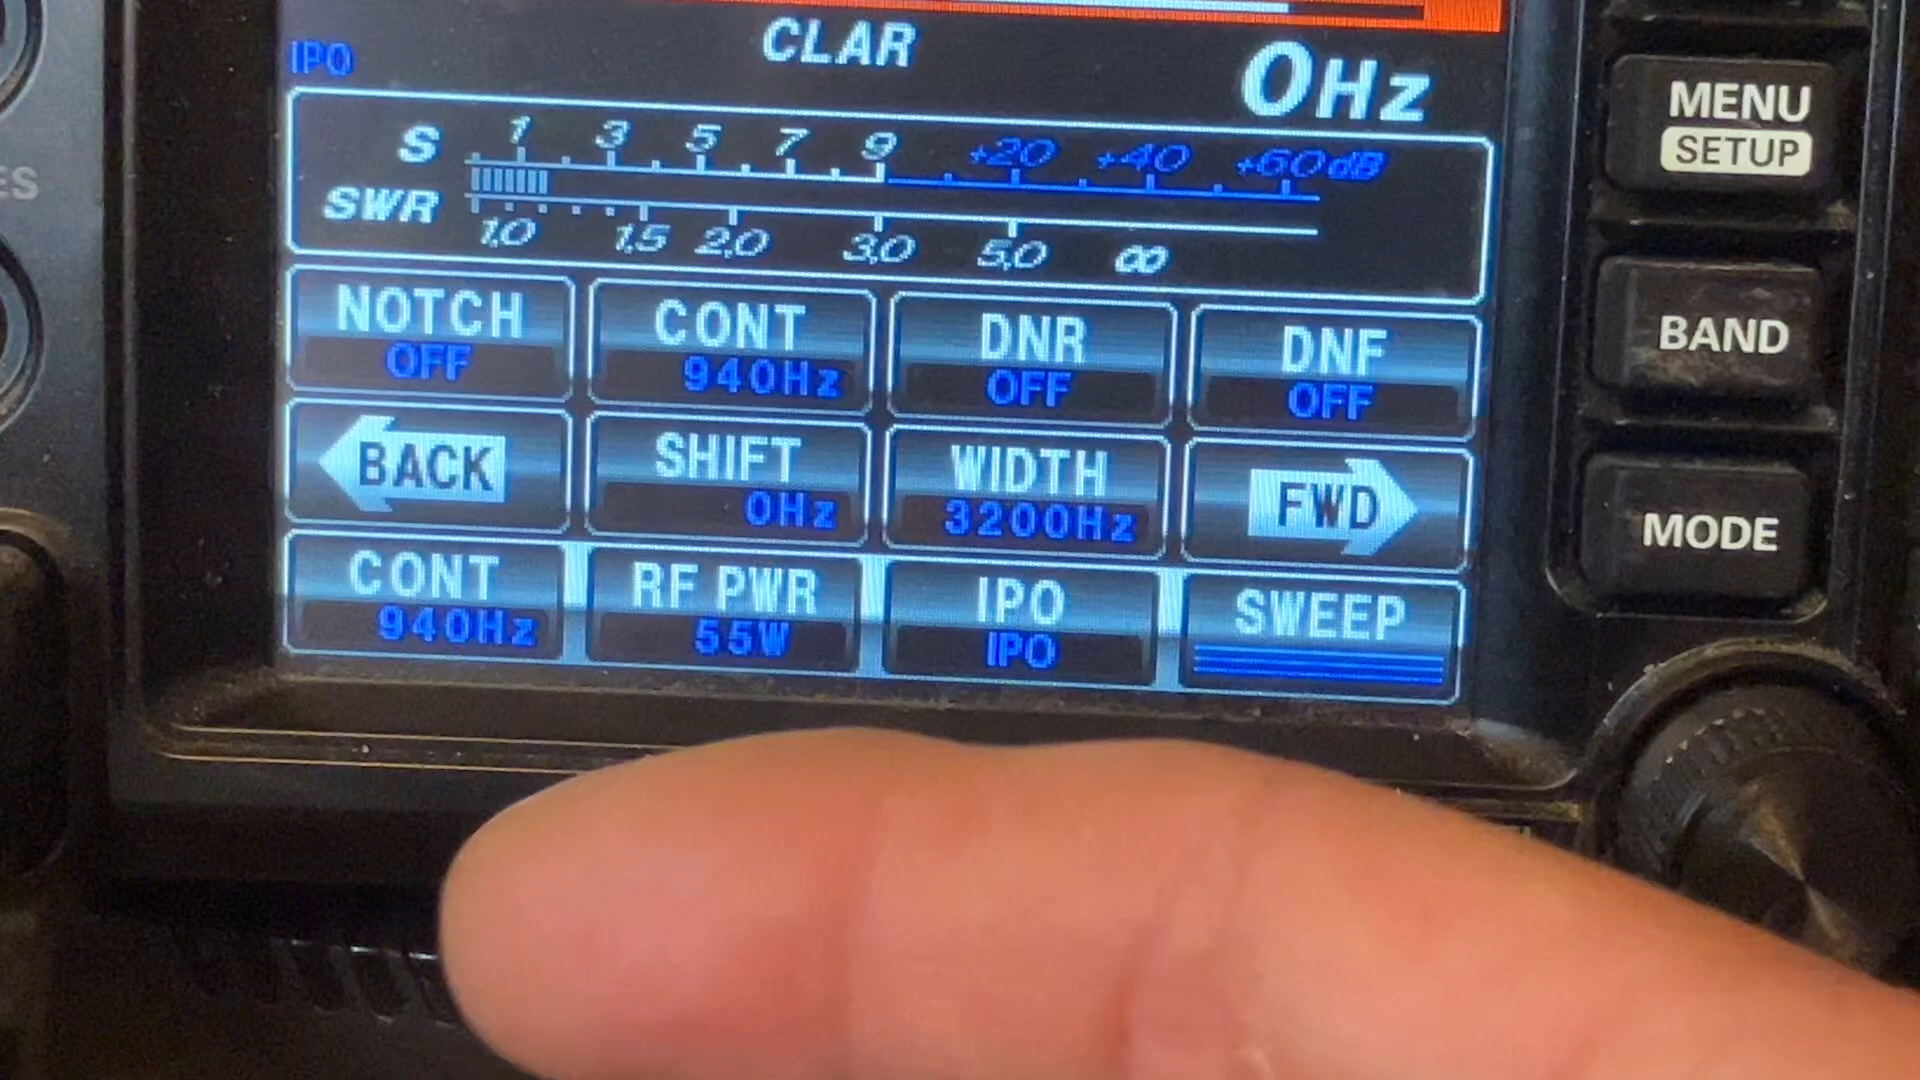 CLAR
IPO
0Hz
S 1 3 5 7 9 +20 +40 +60dB
SWR
1.0 1.5 2.0 3.0 5.0 ∞
NOTCH
OFF
CONT
940Hz
DNR
OFF
DNF
OFF
BACK
SHIFT
0Hz
WIDTH
3200Hz
FWD
CONT
940Hz
RF PWR
55W
IPO
IPO
SWEEP
MENU
SETUP
BAND
MODE
ES